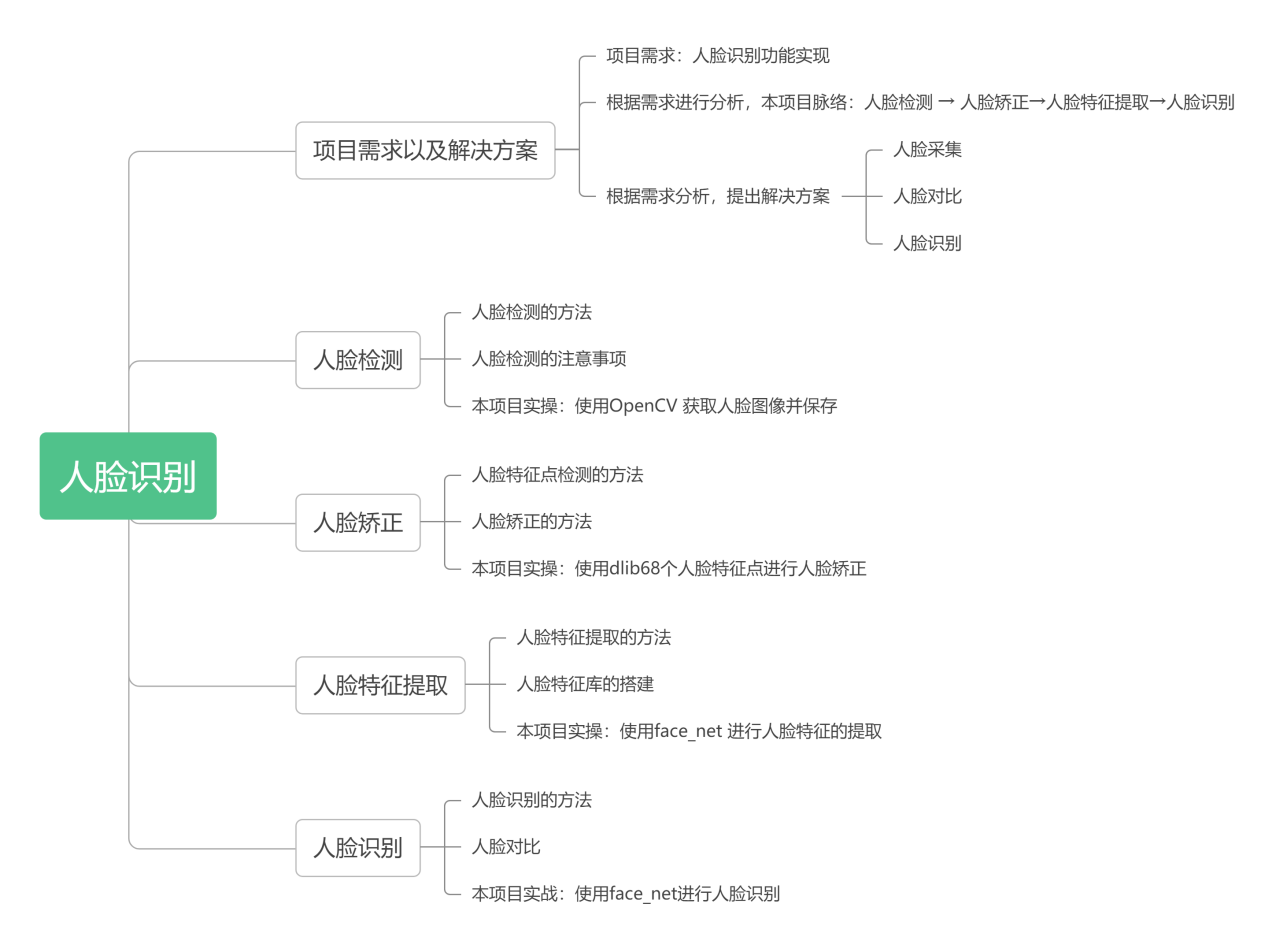 人脸识别
项目需求以及解决方案
项目需求：人脸识别功能实现
根据需求进行分析，本项目脉络：人脸检测 → 人脸矫正→人脸特征提取→人脸识别
根据需求分析，提出解决方案
人脸采集
人脸对比
人脸识别
人脸检测
人脸检测的方法
人脸检测的注意事项
本项目实操：使用OpenCV 获取人脸图像并保存
人脸矫正
人脸特征点检测的方法
人脸矫正的方法
本项目实操：使用dlib68个人脸特征点进行人脸矫正
人脸特征提取
人脸特征提取的方法
人脸特征库的搭建
本项目实操：使用face_net 进行人脸特征的提取
人脸识别
人脸识别的方法
人脸对比
本项目实战：使用face_net进行人脸识别